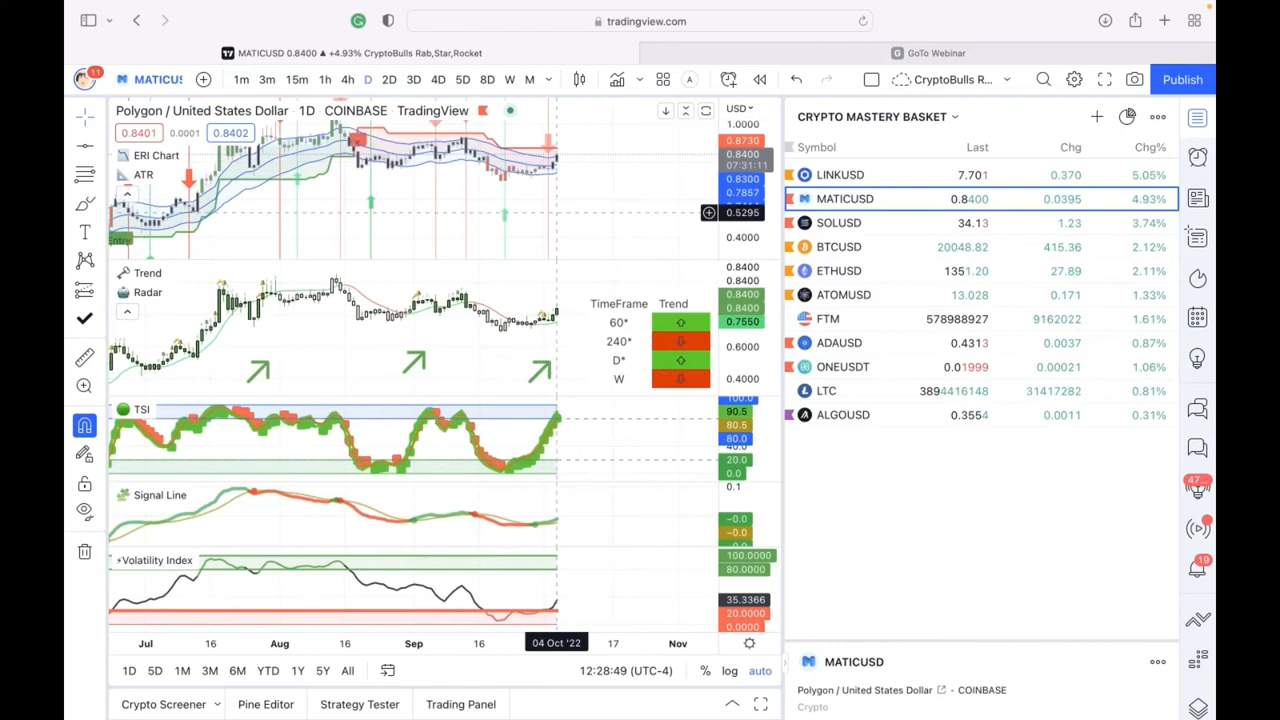 tradingview.com
MATICUSD 0.8400 ▲ +4.93% CryptoBulls Rab,Star,Rocket
GoTo Webinar
11
MATICUS
1m 3m 15m 1h 4h D 2D 3D 4D 5D 8D W M
A
CryptoBulls R...
Publish
Polygon / United States Dollar 1D COINBASE TradingView
USD
0.8401 0.0001 0.8402
ERI Chart
ATR
Entry
1.0000
0.8730
0.8400
07:31:11
0.8300
0.7857
0.5295
0.4000
Trend
Radar
TimeFrame Trend
60*
240*
D*
W
0.8400
0.8400
0.8400
0.8400
0.7550
0.6000
0.4000
TSI
100.0
90.5
80.5
80.0
40.0
20.0
0.0
Signal Line
0.1
−0.0
−0.0
⚡Volatility Index
100.0000
80.0000
35.3366
20.0000
0.0000
Jul 16 Aug 16 Sep 16 04 Oct '22 17 Nov
1D 5D 1M 3M 6M YTD 1Y 5Y All
12:28:49 (UTC-4) % log auto
Crypto Screener Pine Editor Strategy Tester Trading Panel
CRYPTO MASTERY BASKET
Symbol Last Chg Chg%
LINKUSD 7.701 0.370 5.05%
MATICUSD 0.8400 0.0395 4.93%
SOLUSD 34.13 1.23 3.74%
BTCUSD 20048.82 415.36 2.12%
ETHUSD 1351.20 27.89 2.11%
ATOMUSD 13.028 0.171 1.33%
FTM 578988927 9162022 1.61%
ADAUSD 0.4313 0.0037 0.87%
ONEUSDT 0.01999 0.00021 1.06%
LTC 3894416148 31417282 0.81%
ALGOUSD 0.3554 0.0011 0.31%
47...
19
MATICUSD
Polygon / United States Dollar COINBASE
Crypto